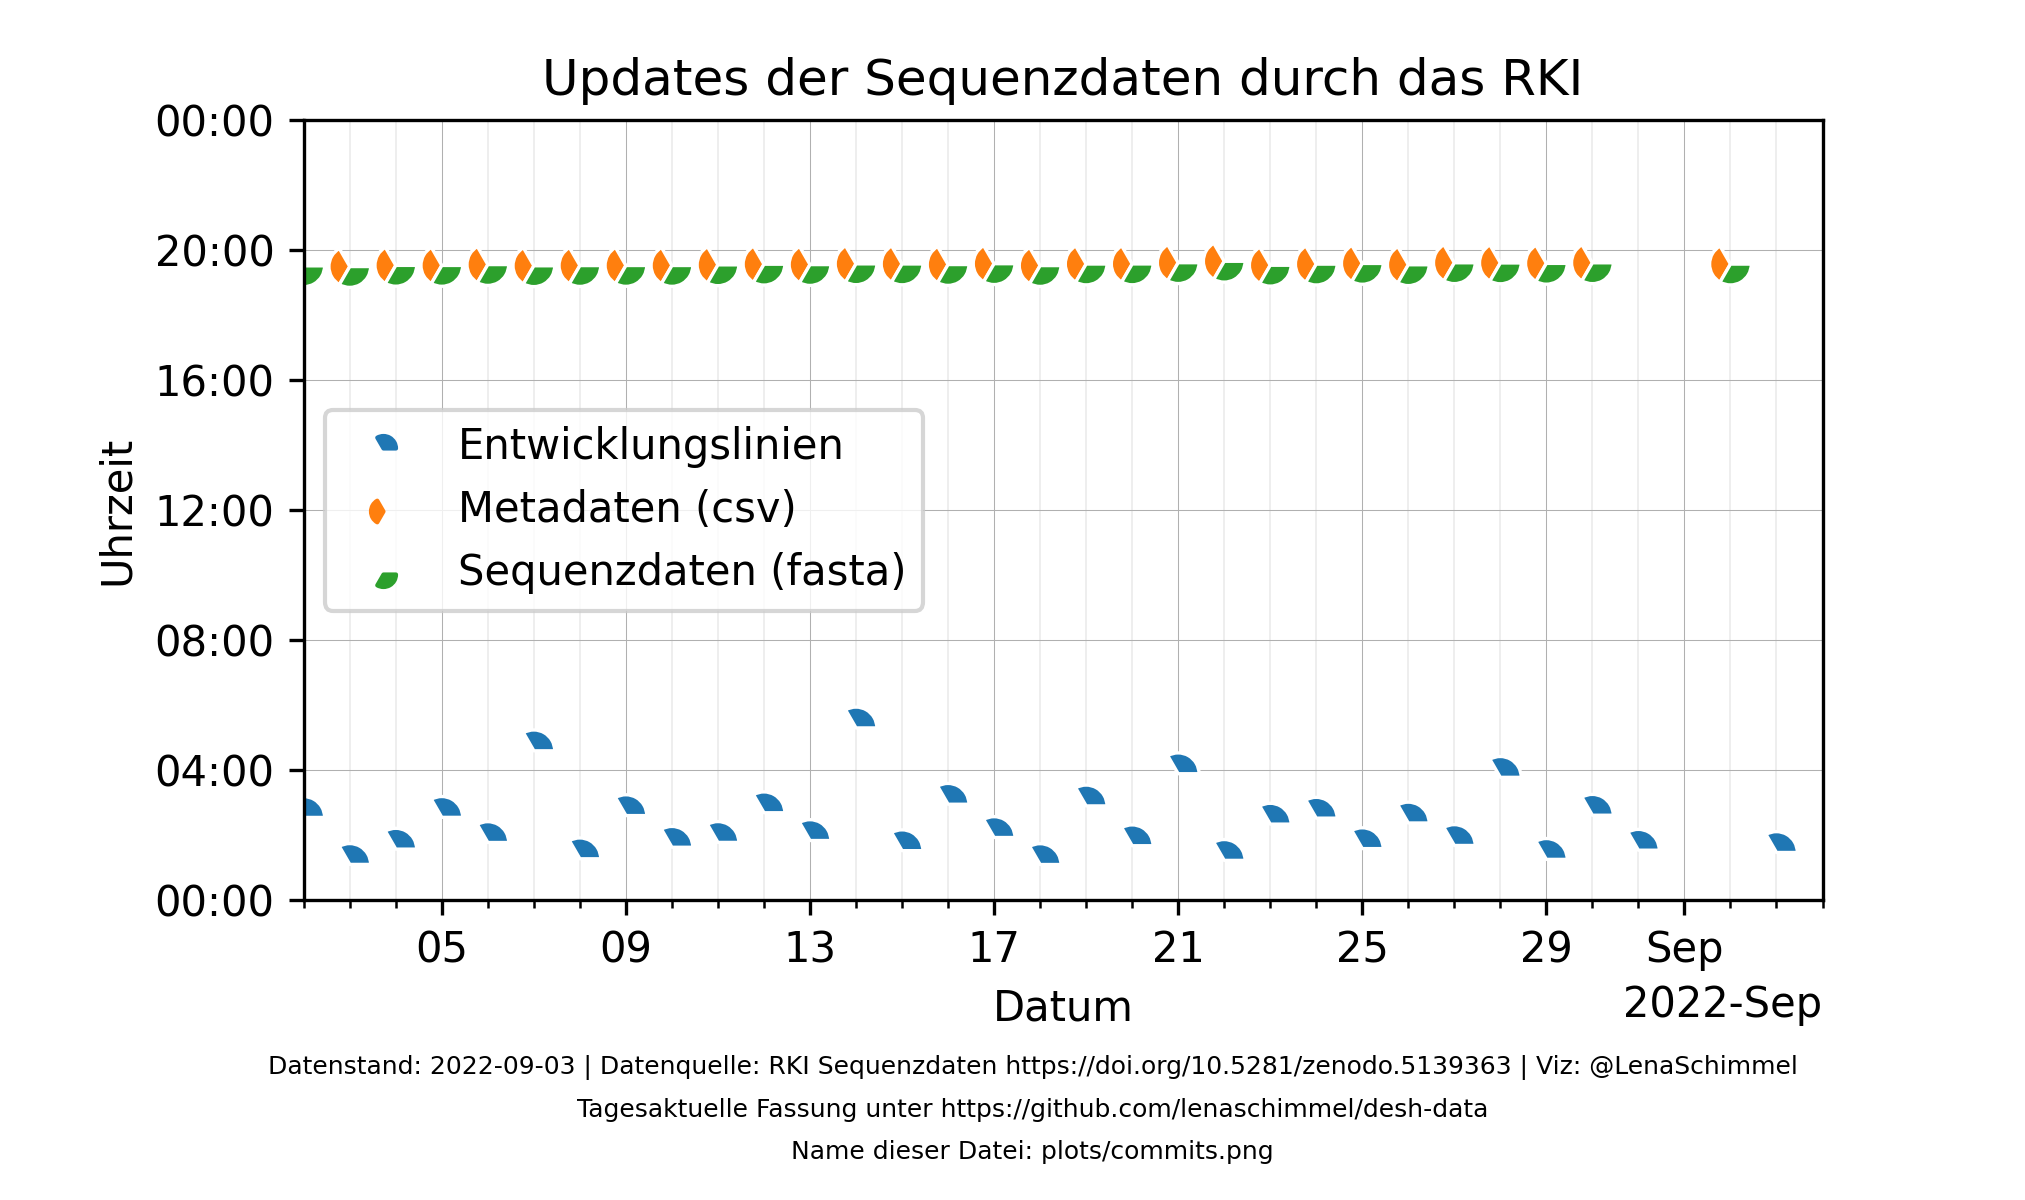 Updates der Sequenzdaten durch das RKI
00:00
20:00
16:00
12:00
08:00
04:00
00:00
Uhrzeit
Entwicklungslinien
Metadaten (csv)
Sequenzdaten (fasta)
05 09 13 17 21 25 29 Sep
2022-Sep
Datum
Datenstand: 2022-09-03 | Datenquelle: RKI Sequenzdaten https://doi.org/10.5281/zenodo.5139363 | Viz: @LenaSchimmel
Tagesaktuelle Fassung unter https://github.com/lenaschimmel/desh-data
Name dieser Datei: plots/commits.png